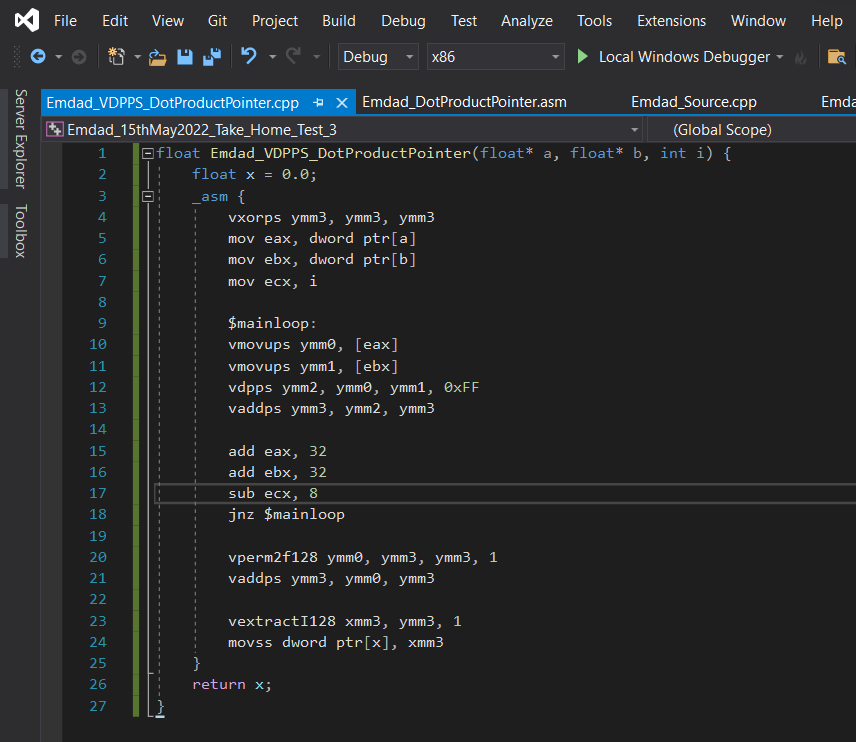 File Edit View Git Project Build Debug Test Analyze Tools Extensions Window Help
Debug x86 Local Windows Debugger
Server Explorer
Toolbox
Emdad_VDPPS_DotProductPointer.cpp Emdad_DotProductPointer.asm Emdad_Source.cpp Emda
Emdad_15thMay2022_Take_Home_Test_3 (Global Scope)
1 float Emdad_VDPPS_DotProductPointer(float* a, float* b, int i) {
2 float x = 0.0;
3 _asm {
4 vxorps ymm3, ymm3, ymm3
5 mov eax, dword ptr[a]
6 mov ebx, dword ptr[b]
7 mov ecx, i
8
9 $mainloop:
10 vmovups ymm0, [eax]
11 vmovups ymm1, [ebx]
12 vdpps ymm2, ymm0, ymm1, 0xFF
13 vaddps ymm3, ymm2, ymm3
14
15 add eax, 32
16 add ebx, 32
17 sub ecx, 8
18 jnz $mainloop
19
20 vperm2f128 ymm0, ymm3, ymm3, 1
21 vaddps ymm3, ymm0, ymm3
22
23 vextractI128 xmm3, ymm3, 1
24 movss dword ptr[x], xmm3
25 }
26 return x;
27 }